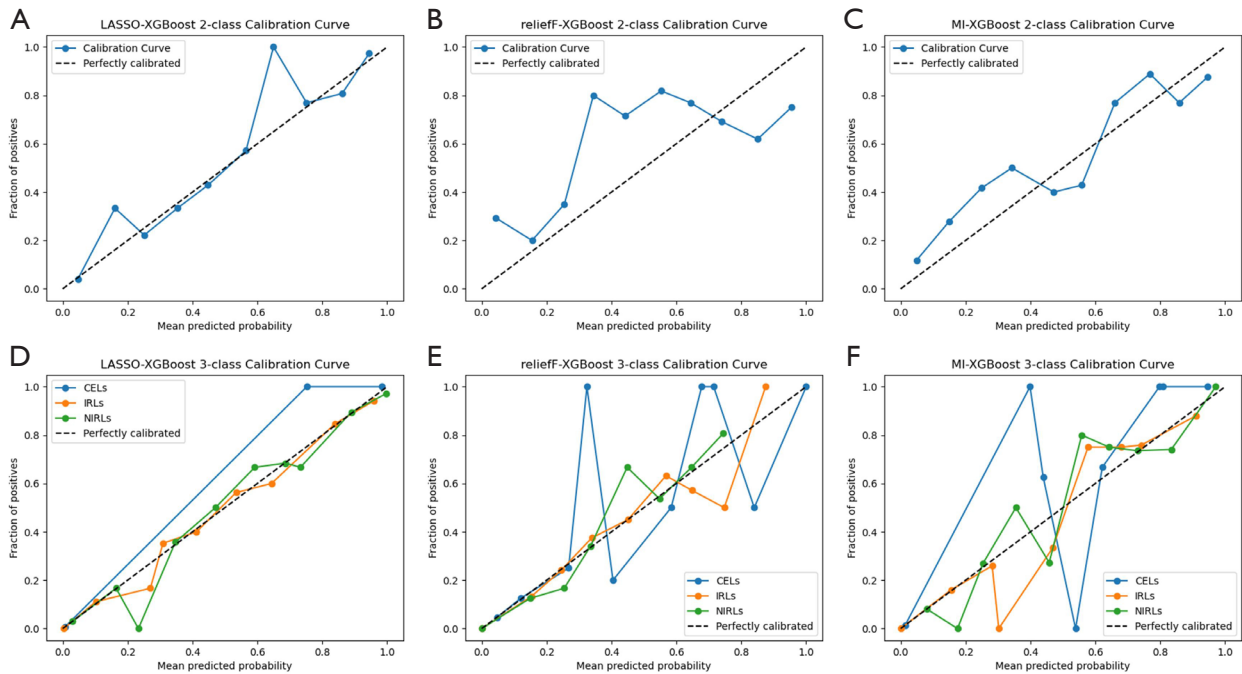 A
LASSO-XGBoost 2-class Calibration Curve
Calibration Curve
Perfectly calibrated
Fraction of positives
1.0
0.8
0.6
0.4
0.2
0.0
0.0 0.2 0.4 0.6 0.8 1.0
Mean predicted probability
B
reliefF-XGBoost 2-class Calibration Curve
Calibration Curve
Perfectly calibrated
Fraction of positives
1.0
0.8
0.6
0.4
0.2
0.0
0.0 0.2 0.4 0.6 0.8 1.0
Mean predicted probability
C
MI-XGBoost 2-class Calibration Curve
Calibration Curve
Perfectly calibrated
Fraction of positives
1.0
0.8
0.6
0.4
0.2
0.0
0.0 0.2 0.4 0.6 0.8 1.0
Mean predicted probability
D
LASSO-XGBoost 3-class Calibration Curve
CELs
IRLs
NIRLs
Perfectly calibrated
Fraction of positives
1.0
0.8
0.6
0.4
0.2
0.0
0.0 0.2 0.4 0.6 0.8 1.0
Mean predicted probability
E
reliefF-XGBoost 3-class Calibration Curve
CELs
IRLs
NIRLs
Perfectly calibrated
Fraction of positives
1.0
0.8
0.6
0.4
0.2
0.0
0.0 0.2 0.4 0.6 0.8 1.0
Mean predicted probability
F
MI-XGBoost 3-class Calibration Curve
CELs
IRLs
NIRLs
Perfectly calibrated
Fraction of positives
1.0
0.8
0.6
0.4
0.2
0.0
0.0 0.2 0.4 0.6 0.8 1.0
Mean predicted probability